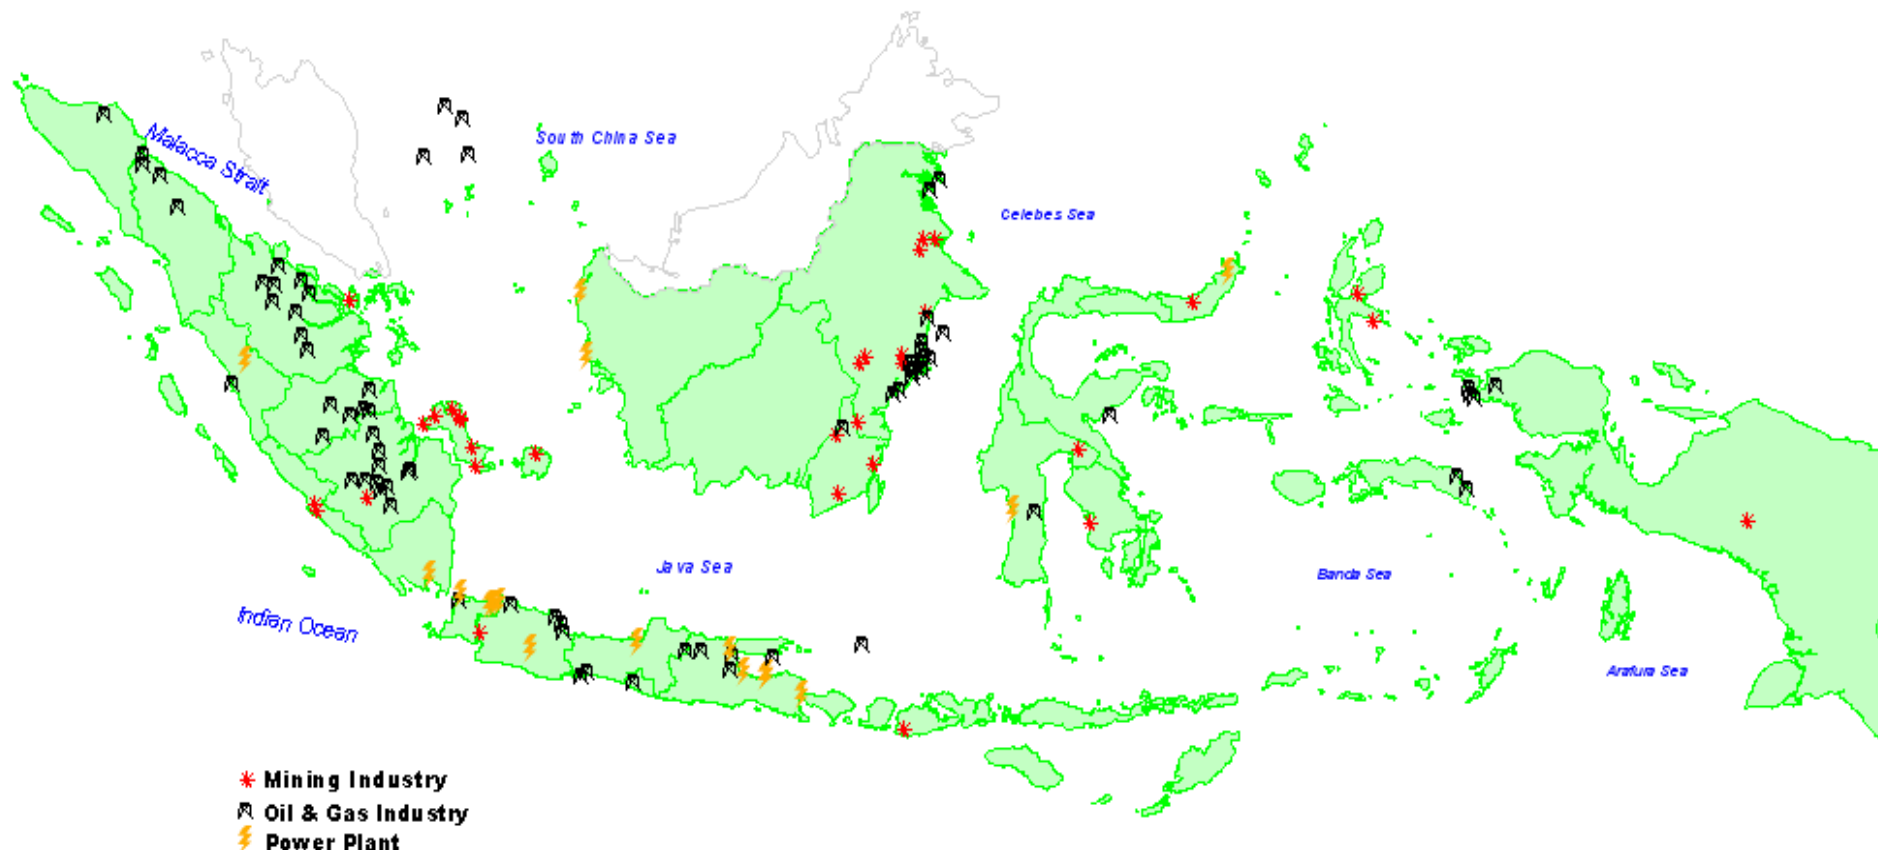 Malacca Strait
South China Sea
Celebes Sea
Java Sea
Banda Sea
Indian Ocean
Arafura Sea
Mining Industry
Oil & Gas Industry
Power Plant